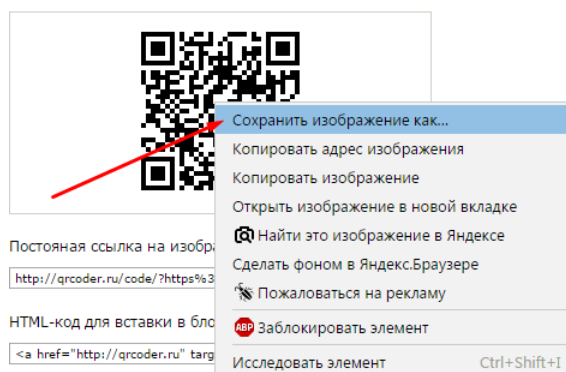 Сохранить изображение как...
Копировать адрес изображения
Копировать изображение
Открыть изображение в новой вкладке
Постояная ссылка на изобра
Найти это изображение в Яндексе
Сделать фоном в Яндекс.Браузере
http://qrcoder.ru/code/?https%3
Пожаловаться на рекламу
HTML-код для вставки в бло
ABP Заблокировать элемент
<a href="http://qrcoder.ru" targ
Исследовать элемент Ctrl+Shift+I